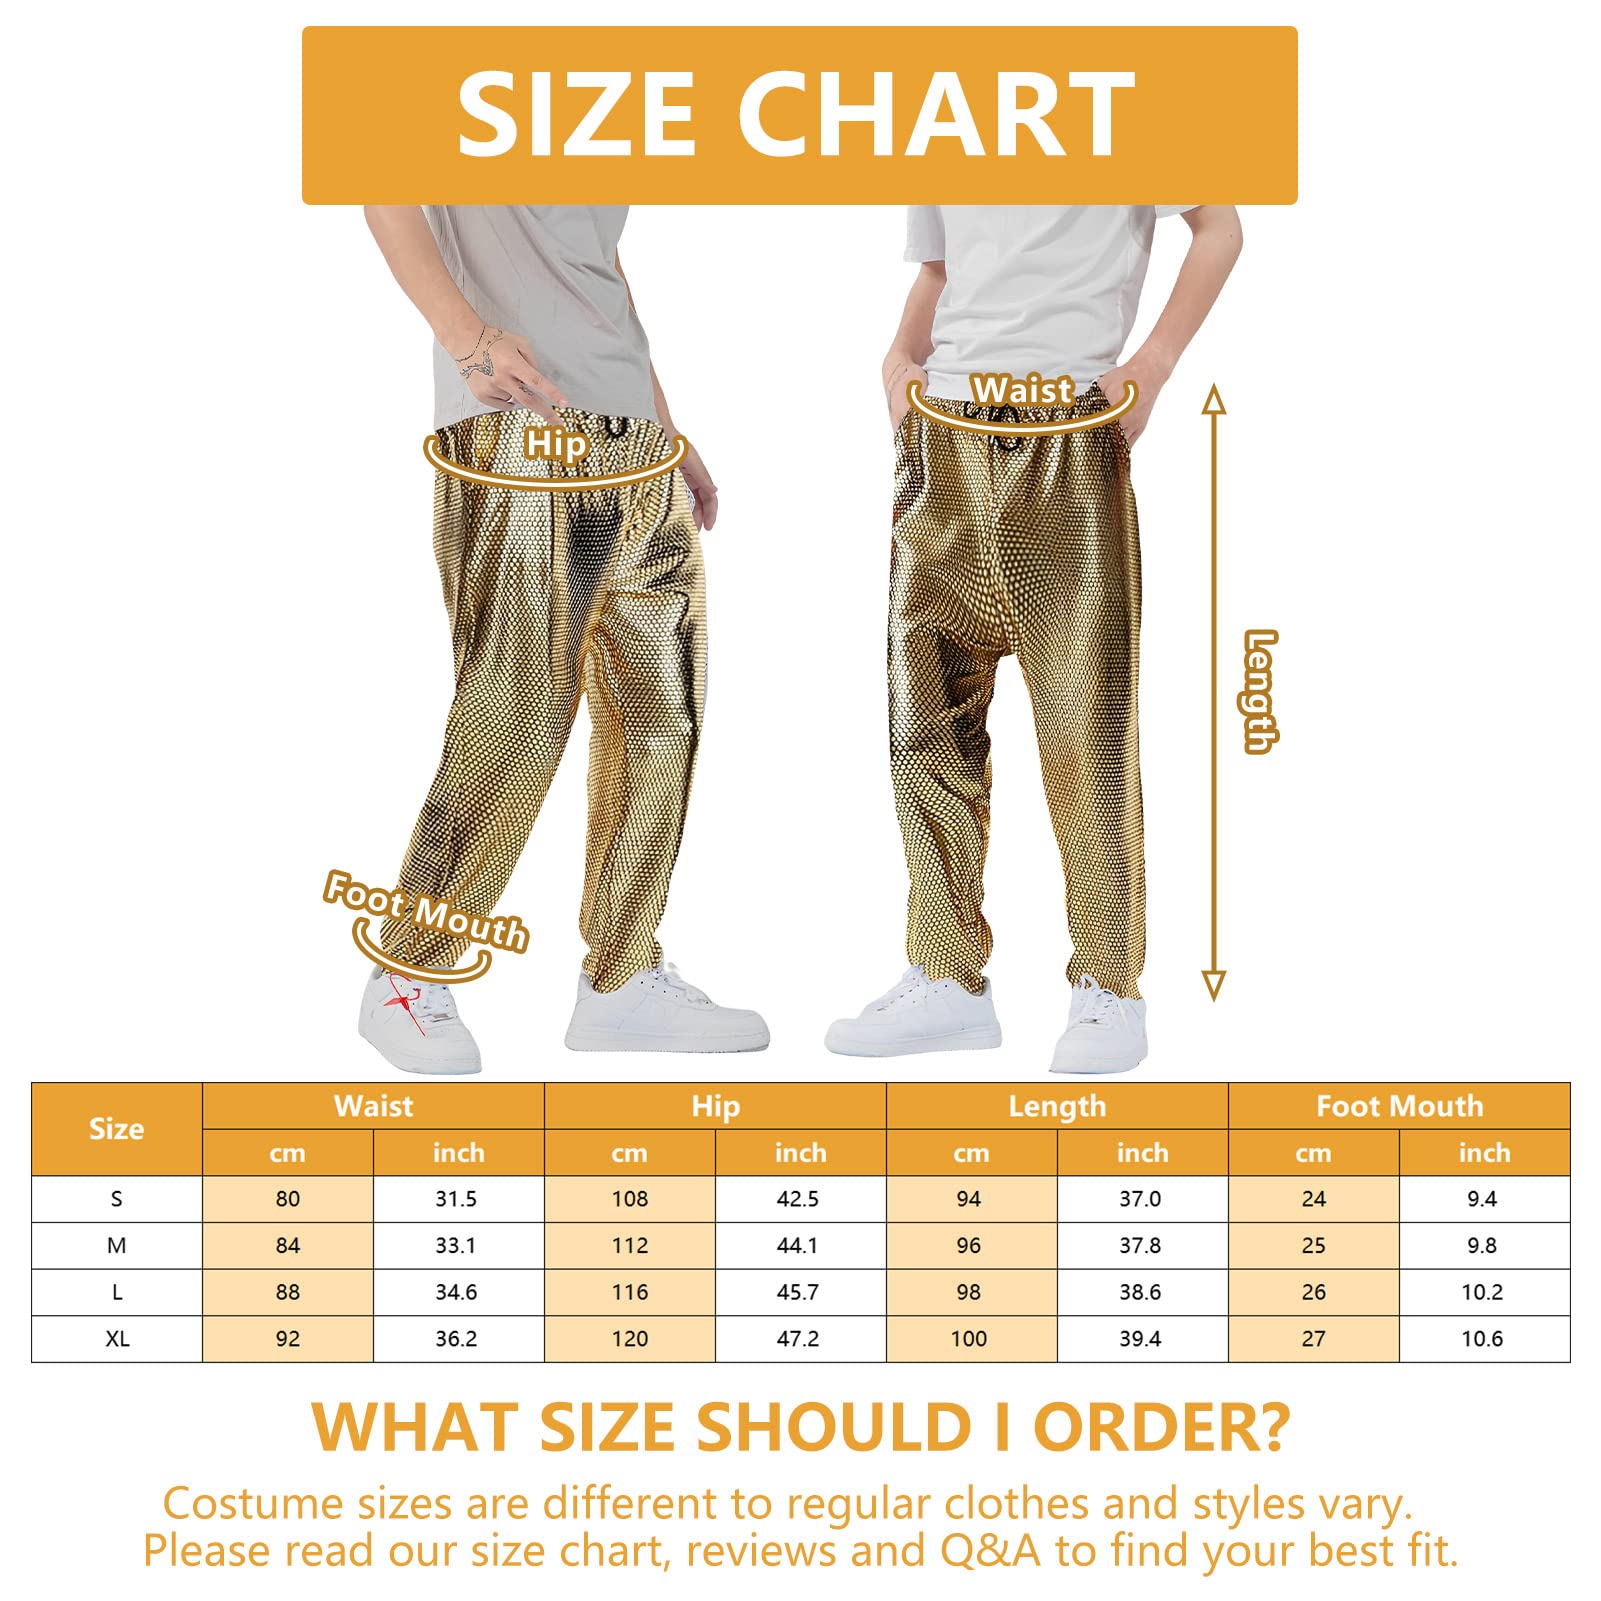 SIZE CHART
Waist
Hip
Length
Foot Mouth
Size Waist Hip Length Foot Mouth
cm inch cm inch cm inch cm inch
S 80 31.5 108 42.5 94 37.0 24 9.4
M 84 33.1 112 44.1 96 37.8 25 9.8
L 88 34.6 116 45.7 98 38.6 26 10.2
XL 92 36.2 120 47.2 100 39.4 27 10.6
WHAT SIZE SHOULD I ORDER?
Costume sizes are different to regular clothes and styles vary.
Please read our size chart, reviews and Q&A to find your best fit.